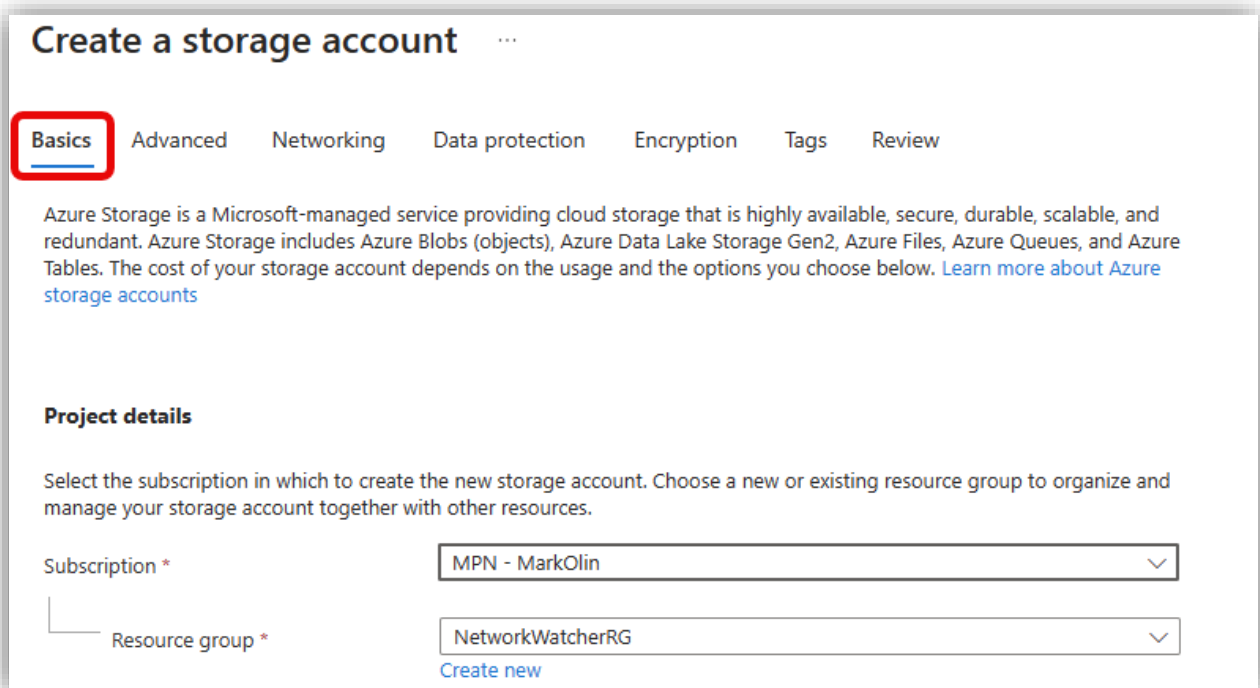 Create a storage account ...
Basics Advanced Networking Data protection Encryption Tags Review
Azure Storage is a Microsoft-managed service providing cloud storage that is highly available, secure, durable, scalable, and
redundant. Azure Storage includes Azure Blobs (objects), Azure Data Lake Storage Gen2, Azure Files, Azure Queues, and Azure
Tables. The cost of your storage account depends on the usage and the options you choose below. Learn more about Azure
storage accounts
Project details
Select the subscription in which to create the new storage account. Choose a new or existing resource group to organize and
manage your storage account together with other resources.
Subscription * MPN - MarkOlin
Resource group * NetworkWatcherRG
Create new